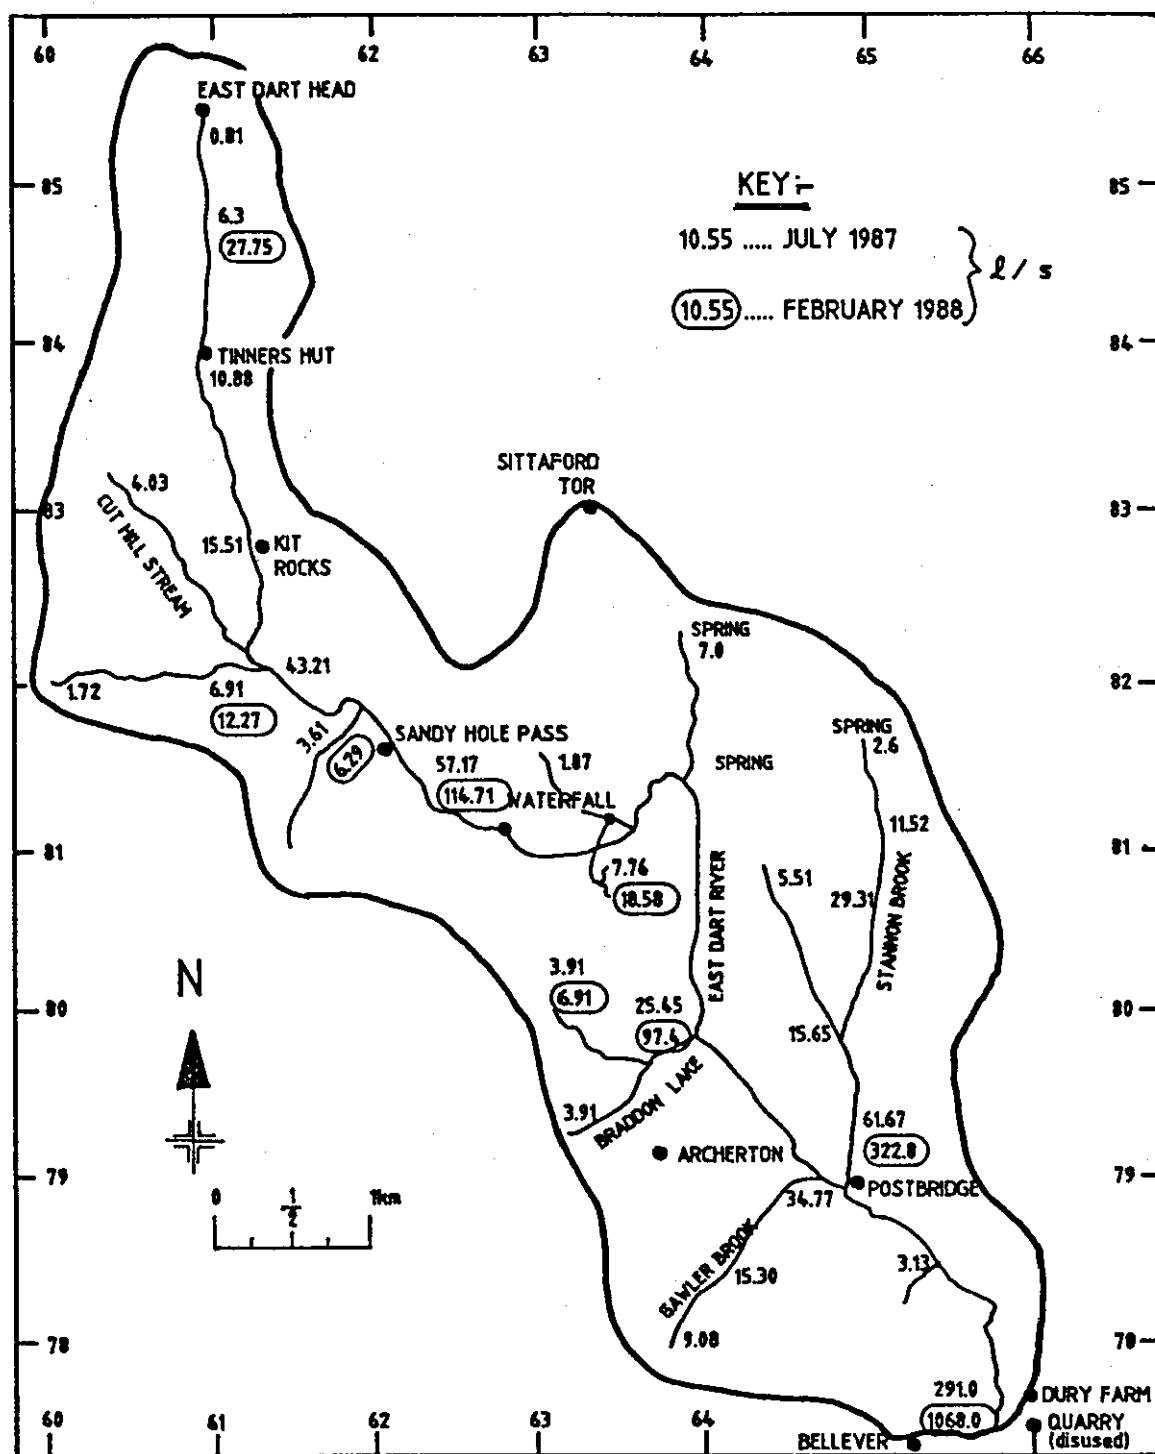 60
61
62
63
64
65
66
EAST DART HEAD
0.81
85
KEY:-
85
6.3
27.75
10.55 ..... JULY 1987
l / s
10.55 ..... FEBRUARY 1988
84
TINNERS HUT
84
10.88
SITTAFORD
TOR
4.03
83
83
CUT HILL STREAM
15.51
KIT
ROCKS
SPRING
7.0
43.21
82
1.72
6.91
12.27
3.61
6.29
SANDY HOLE PASS
SPRING
2.6
57.17
114.71
1.87
SPRING
WATERFALL
11.52
81
81
7.76
18.58
5.51
29.31
STANNON BROOK
EAST DART RIVER
N
3.91
6.91
25.45
97.4
80
80
15.65
3.91
BRADDON LAKE
61.67
322.8
ARCHERTON
79
79
POSTBRIDGE
34.77
0
1/2
1km
GAWLER BROOK
15.30
3.13
9.08
78
78
291.0
1068.0
DURY FARM
QUARRY
(disused)
60
61
62
63
64
BELLEVER